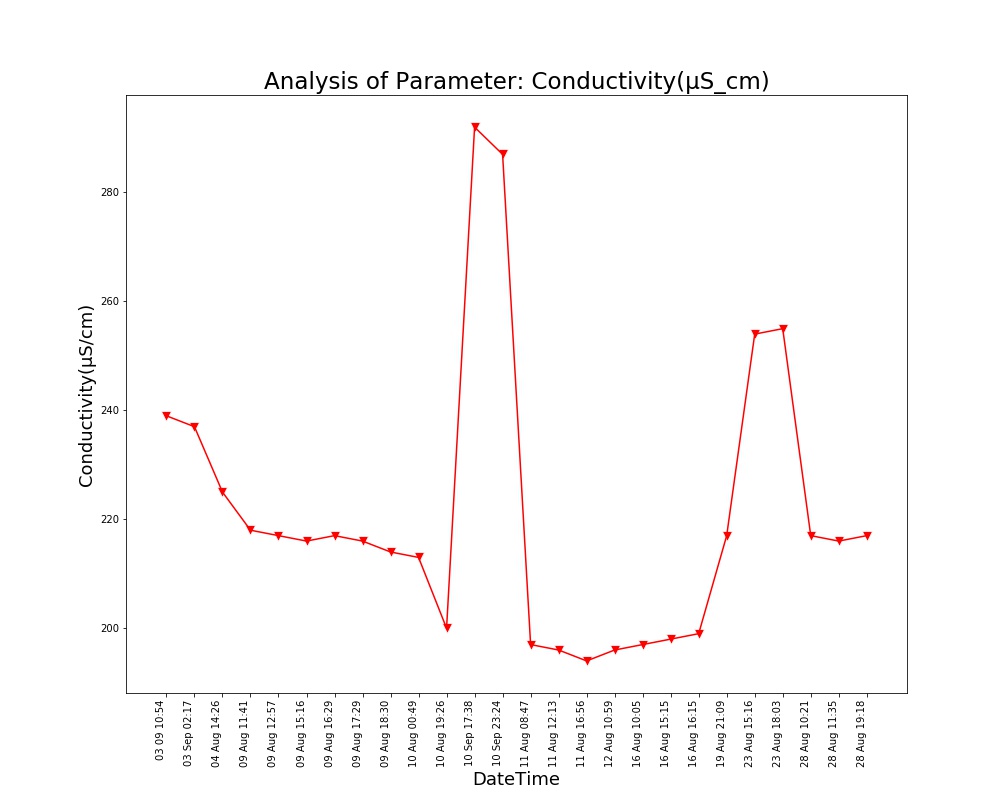 Analysis of Parameter: Conductivity(µS_cm)
Conductivity(µS/cm)
280
260
240
220
200
03 09 10:54
03 Sep 02:17
04 Aug 14:26
09 Aug 11:41
09 Aug 12:57
09 Aug 15:16
09 Aug 16:29
09 Aug 17:29
09 Aug 18:30
10 Aug 00:49
10 Aug 19:26
10 Sep 17:38
10 Sep 23:24
11 Aug 08:47
11 Aug 12:13
11 Aug 16:56
12 Aug 10:59
16 Aug 10:05
16 Aug 15:15
16 Aug 16:15
19 Aug 21:09
23 Aug 15:16
23 Aug 18:03
28 Aug 10:21
28 Aug 11:35
28 Aug 19:18
DateTime